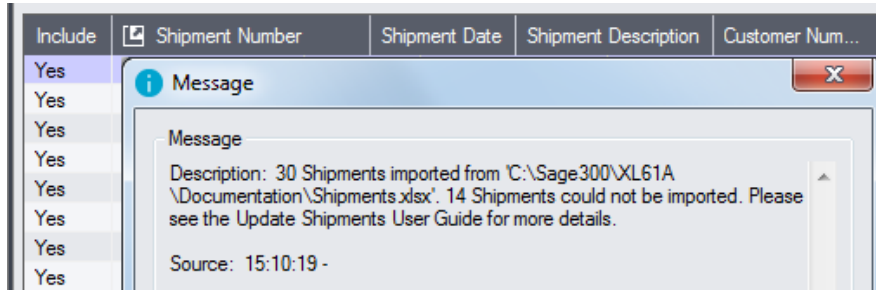 Include Shipment Number Shipment Date Shipment Description Customer Num...
Yes
Message
Yes
Yes
Message
Yes
Description: 30 Shipments imported from 'C:\Sage300\XL61A
Yes
\Documentation\Shipments.xlsx'. 14 Shipments could not be imported. Please
Yes
see the Update Shipments User Guide for more details.
Yes
Source: 15:10:19 -
Yes